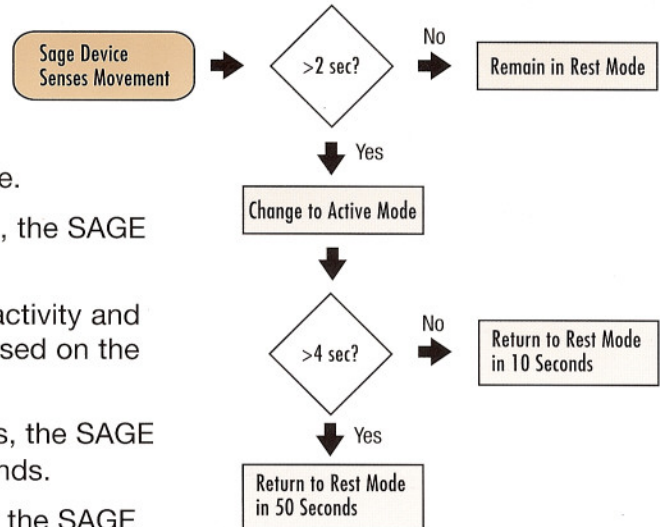 Sage Device
Senses Movement
>2 sec?
No
Remain in Rest Mode
Yes
Change to Active Mode
>4 sec?
No
Return to Rest Mode
in 10 Seconds
Yes
Return to Rest Mode
in 50 Seconds
e.
, the SAGE
activity and
sed on the
s, the SAGE
nds.
the SAGE